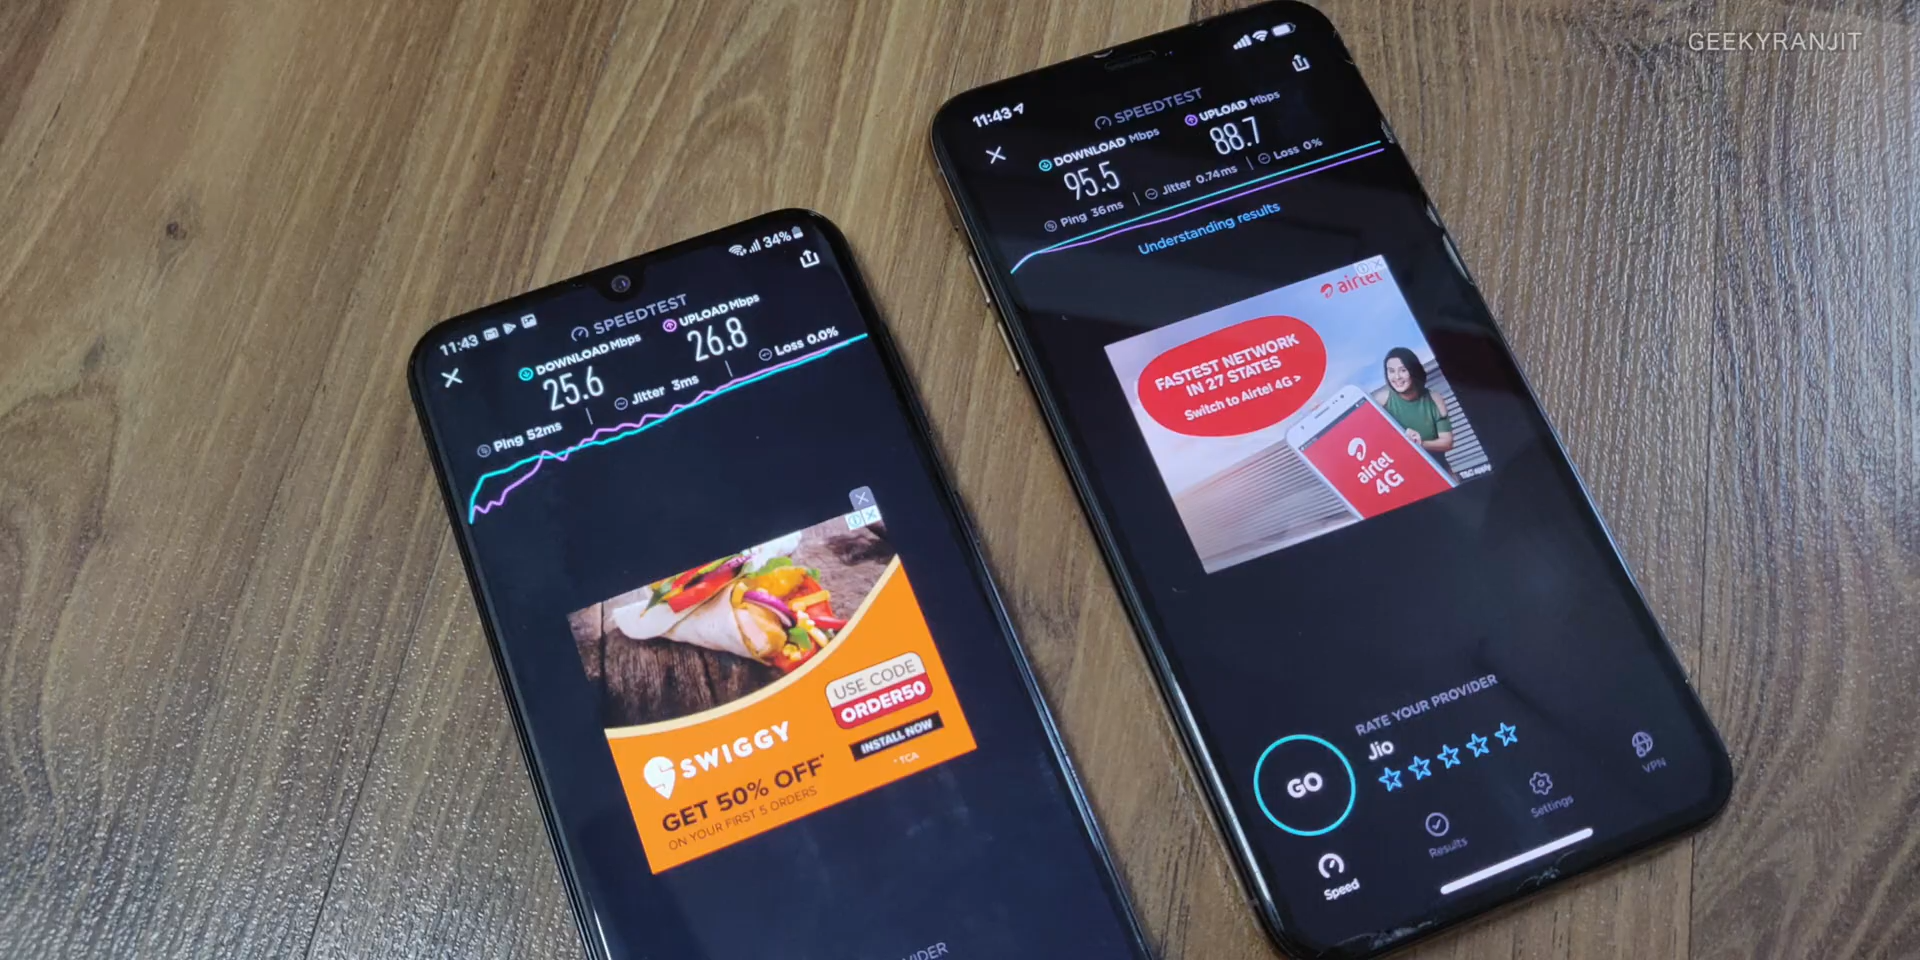 GEEKYRANJIT
11:43
34%
SPEEDTEST
DOWNLOAD Mbps
25.6
UPLOAD Mbps
26.8
Ping 52ms
Jitter 3ms
Loss 0.0%
SWIGGY
GET 50% OFF*
ON YOUR FIRST 5 ORDERS
USE CODE
ORDER50
INSTALL NOW
* TCA
VIDER
11:43
SPEEDTEST
DOWNLOAD Mbps
95.5
UPLOAD Mbps
88.7
Ping 36ms
Jitter 0.74ms
Loss 0%
Understanding results
airtel
FASTEST NETWORK
IN 27 STATES
Switch to Airtel 4G >
airtel
4G
T&C apply
RATE YOUR PROVIDER
Jio
GO
Speed
Results
Settings
VPN